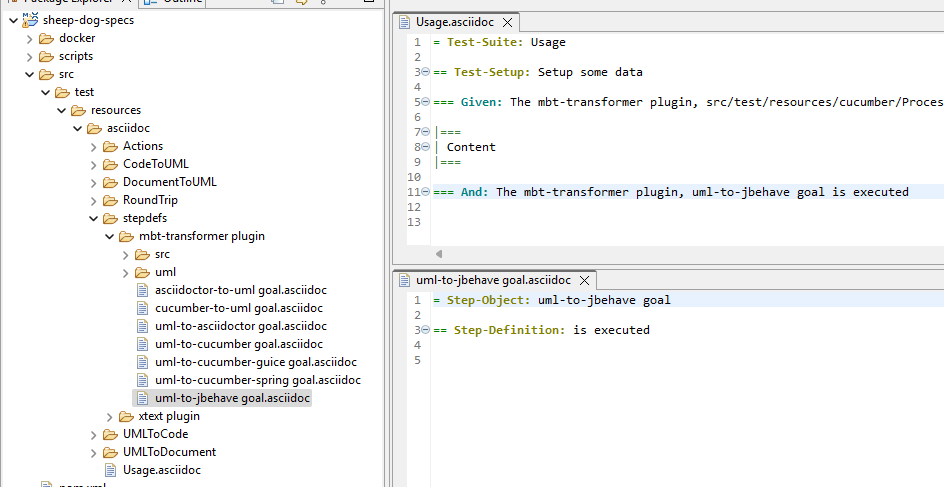 Package Explorer
Outline
sheep-dog-specs
docker
scripts
src
test
resources
asciidoc
Actions
CodeToUML
DocumentToUML
RoundTrip
stepdefs
mbt-transformer plugin
src
uml
asciidoctor-to-uml goal.asciidoc
cucumber-to-uml goal.asciidoc
uml-to-asciidoctor goal.asciidoc
uml-to-cucumber goal.asciidoc
uml-to-cucumber-guice goal.asciidoc
uml-to-cucumber-spring goal.asciidoc
uml-to-jbehave goal.asciidoc
xtext plugin
UMLToCode
UMLToDocument
Usage.asciidoc
pom.xml
Usage.asciidoc
1 = Test-Suite: Usage
2
3 == Test-Setup: Setup some data
4
5 === Given: The mbt-transformer plugin, src/test/resources/cucumber/Proces
6
7 |===
8 | Content
9 |===
10
11 === And: The mbt-transformer plugin, uml-to-jbehave goal is executed
12
13
uml-to-jbehave goal.asciidoc
1 = Step-Object: uml-to-jbehave goal
2
3 == Step-Definition: is executed
4
5